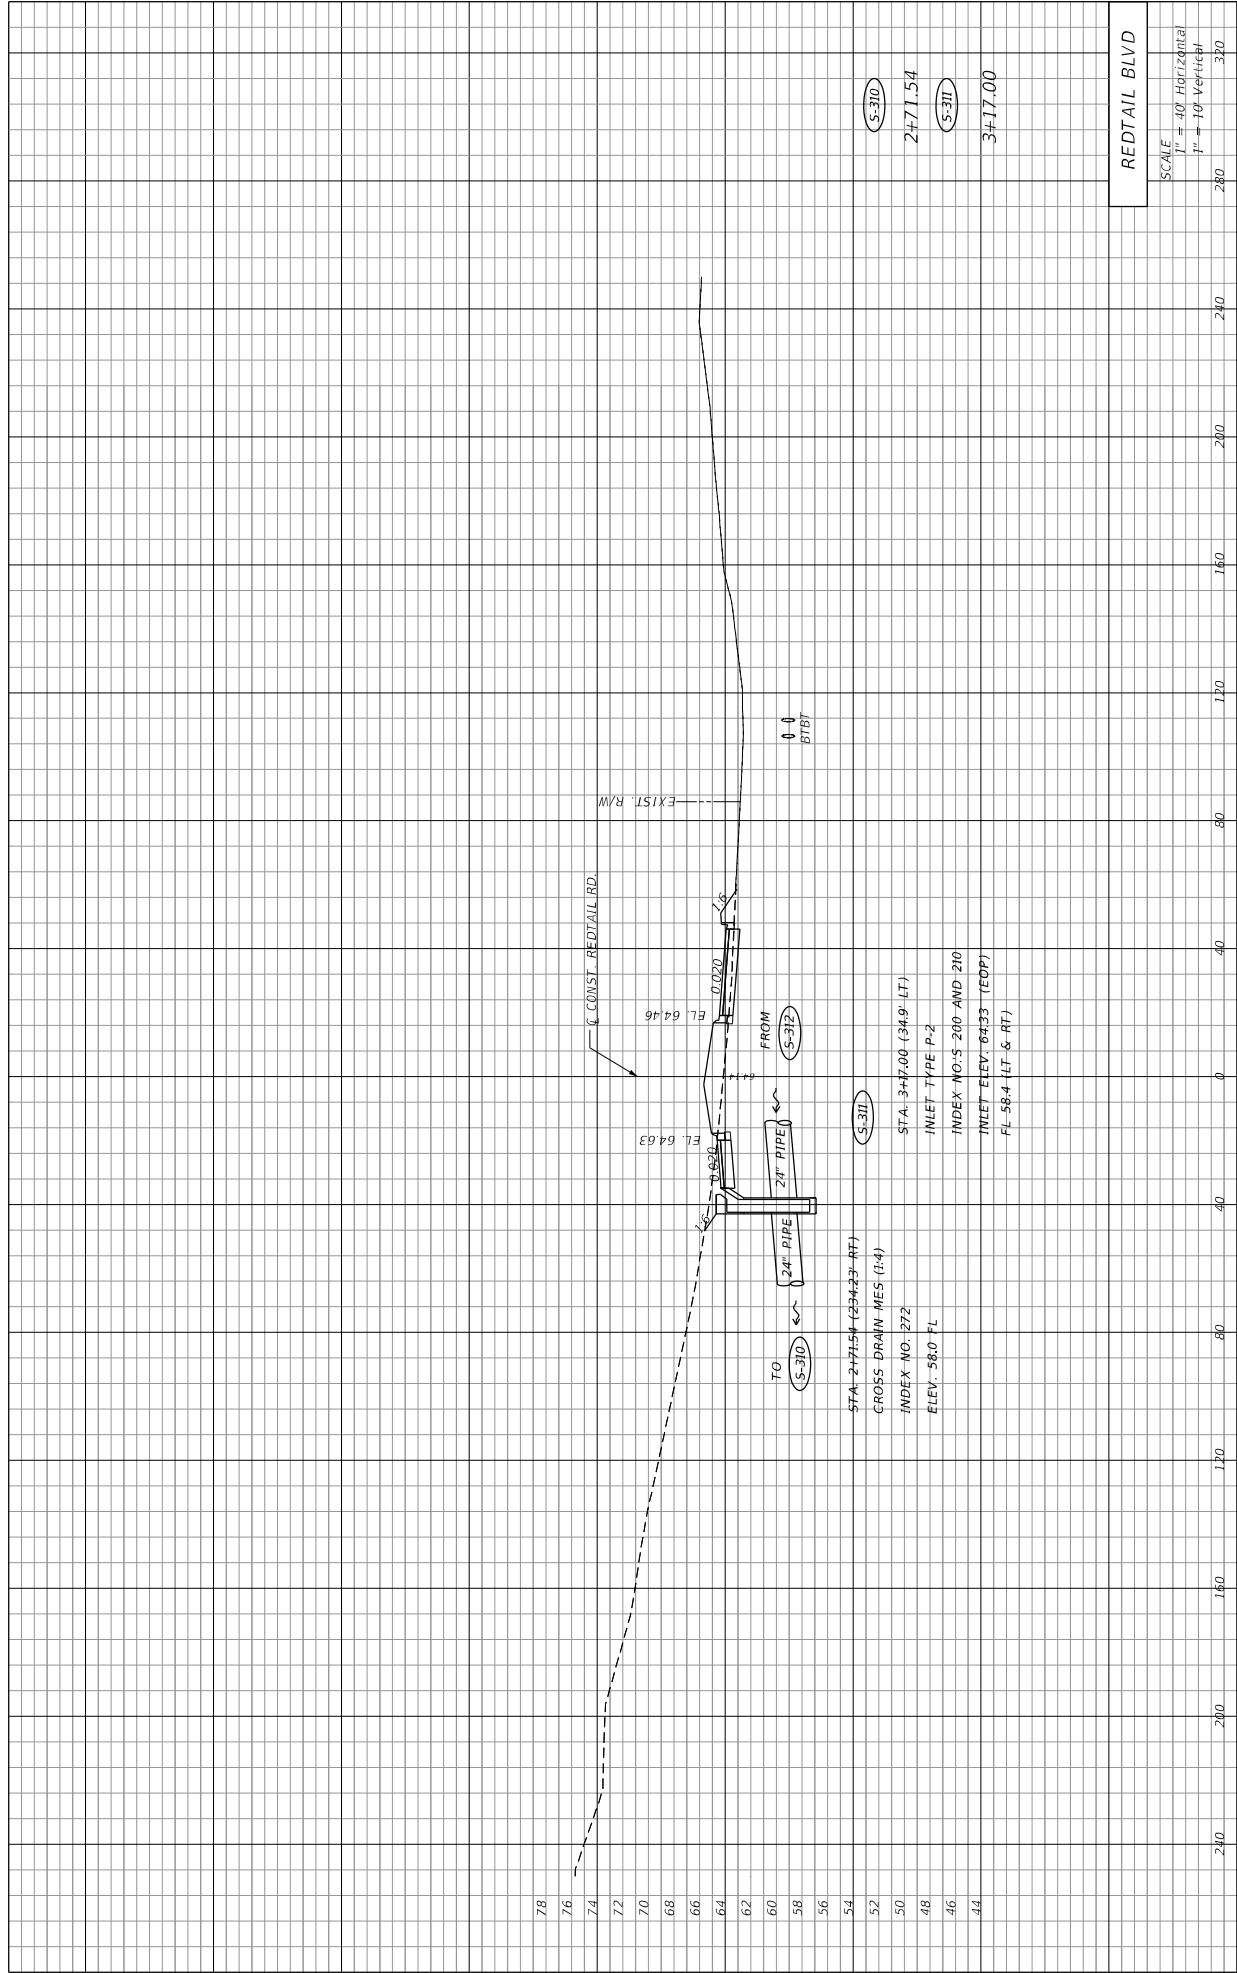 ℄ CONST. REDTAIL RD.
EXIST. R/W
1:6
0.020
EL. 64.63
64.14
EL. 64.46
0.020
1:6
BTBT
TO
S-310
24" PIPE
24" PIPE
FROM
S-312
STA. 2+71.54 (234.23' RT)
CROSS DRAIN MES (1:4)
INDEX NO. 272
ELEV. 58.0 FL
S-311
STA. 3+17.00 (34.9' LT)
INLET TYPE P-2
INDEX NO.'S 200 AND 210
INLET ELEV. 64.33 (EOP)
FL 58.4 (LT & RT)
S-310
2+71.54
S-311
3+17.00
78
76
74
72
70
68
66
64
62
60
58
56
54
52
50
48
46
44
REDTAIL BLVD
SCALE
1" = 40' Horizontal
1" = 10' Vertical
240 200 160 120 80 40 0 40 80 120 160 200 240 280 320